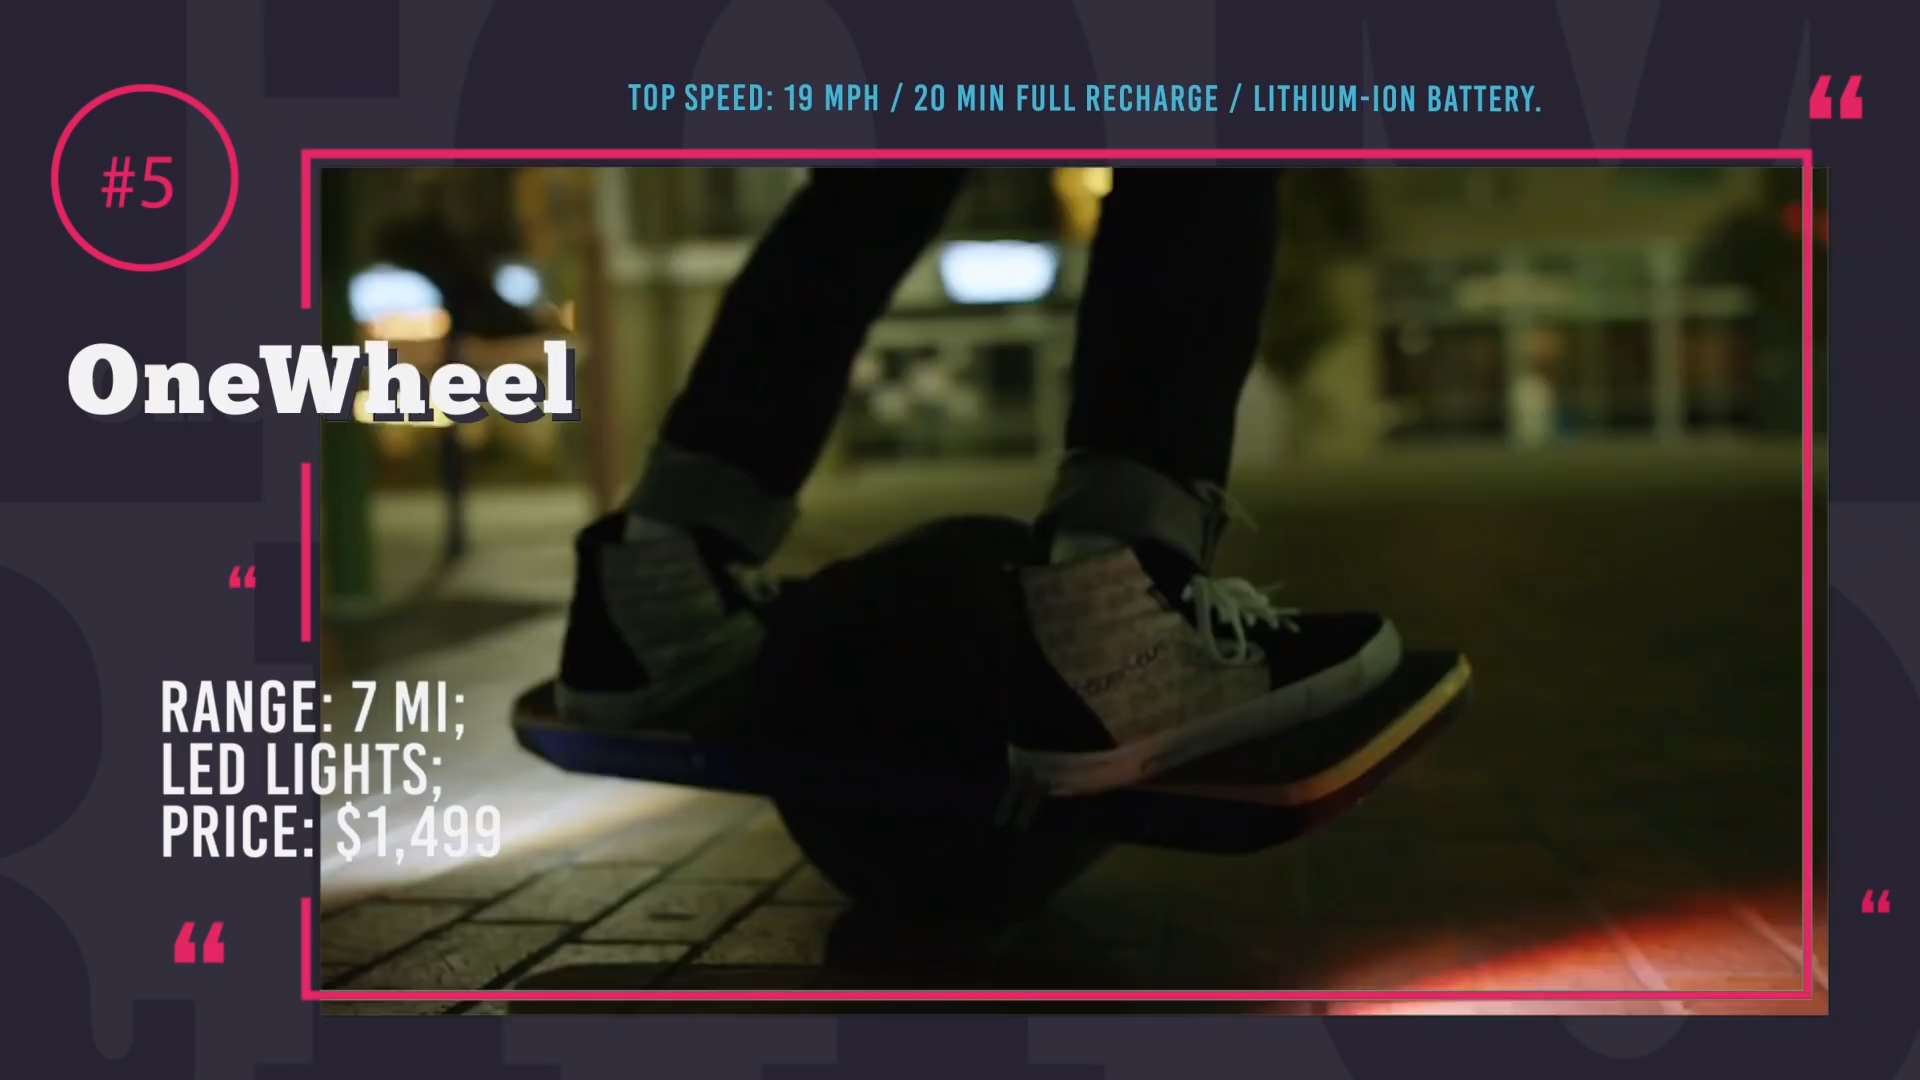 TOP SPEED: 19 MPH / 20 MIN FULL RECHARGE / LITHIUM-ION BATTERY.
#5
OneWheel
RANGE: 7 MI;
LED LIGHTS;
PRICE: $1,499